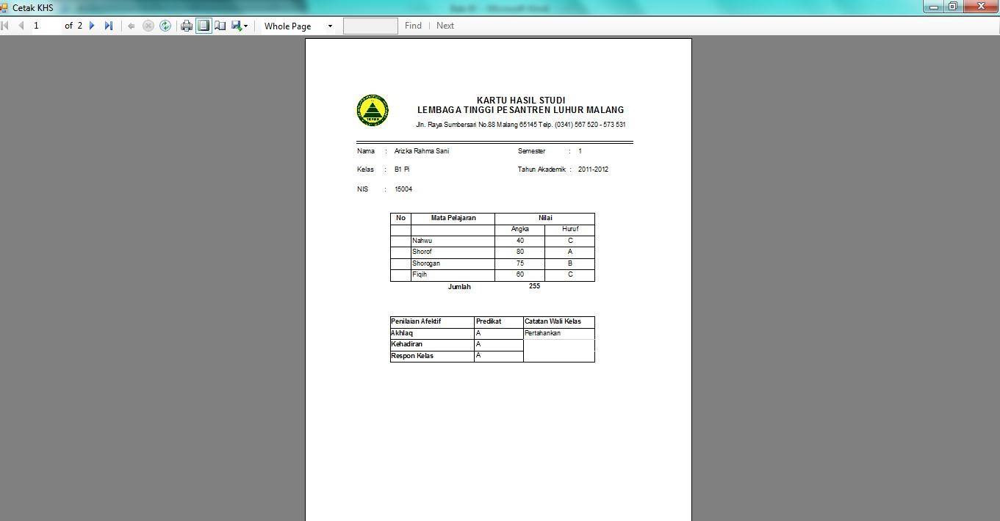 Cetak KHS
1 of 2 Whole Page Find Next
KARTU HASIL STUDI
LEMBAGA TINGGI PESANTREN LUHUR MALANG
Jln. Raya Sumbersari No.88 Malang 65145 Telp. (0341) 567 520 - 573 531
Nama : Arizka Rahma Sani Semester : 1
Kelas : B1 Pi Tahun Akademik : 2011-2012
NIS : 15004
No Mata Pelajaran Nilai
Angka Huruf
Nahwu 40 C
Shorof 80 A
Shorogan 75 B
Fiqih 60 C
Jumlah 255
Penilaian Afektif Predikat Catatan Wali Kelas
Akhlaq A Pertahankan
Kehadiran A
Respon Kelas A